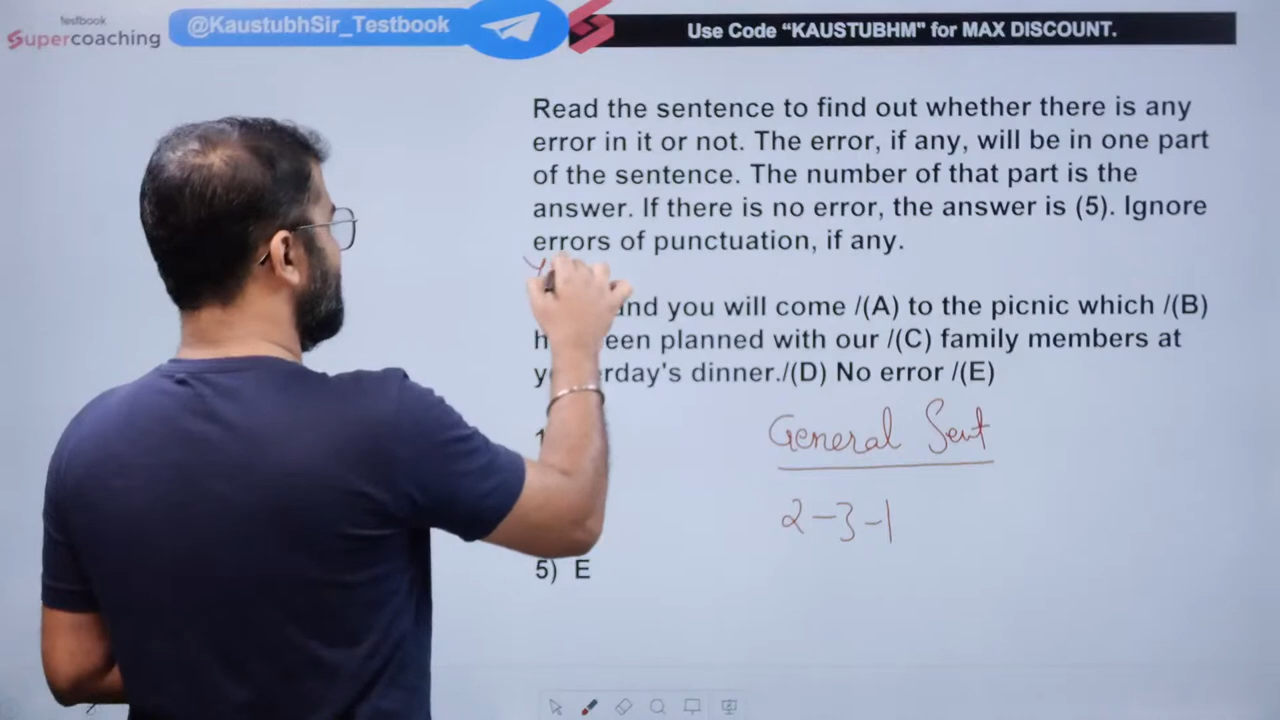 testbook
Supercoaching
@KaustubhSir_Testbook
Use Code “KAUSTUBHM” for MAX DISCOUNT.
Read the sentence to find out whether there is any
error in it or not. The error, if any, will be in one part
of the sentence. The number of that part is the
answer. If there is no error, the answer is (5). Ignore
errors of punctuation, if any.
you will come /(A) to the picnic which /(B)
planned with our /(C) family members at
dinner./(D) No error /(E)
General Sent
2-3-1
5) E